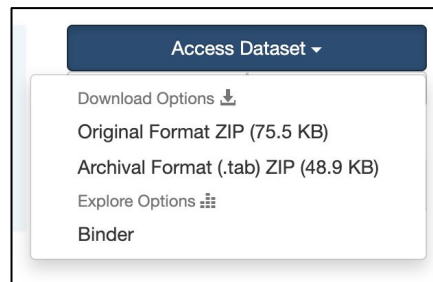 Access Dataset
Download Options
Original Format ZIP (75.5 KB)
Archival Format (.tab) ZIP (48.9 KB)
Explore Options
Binder